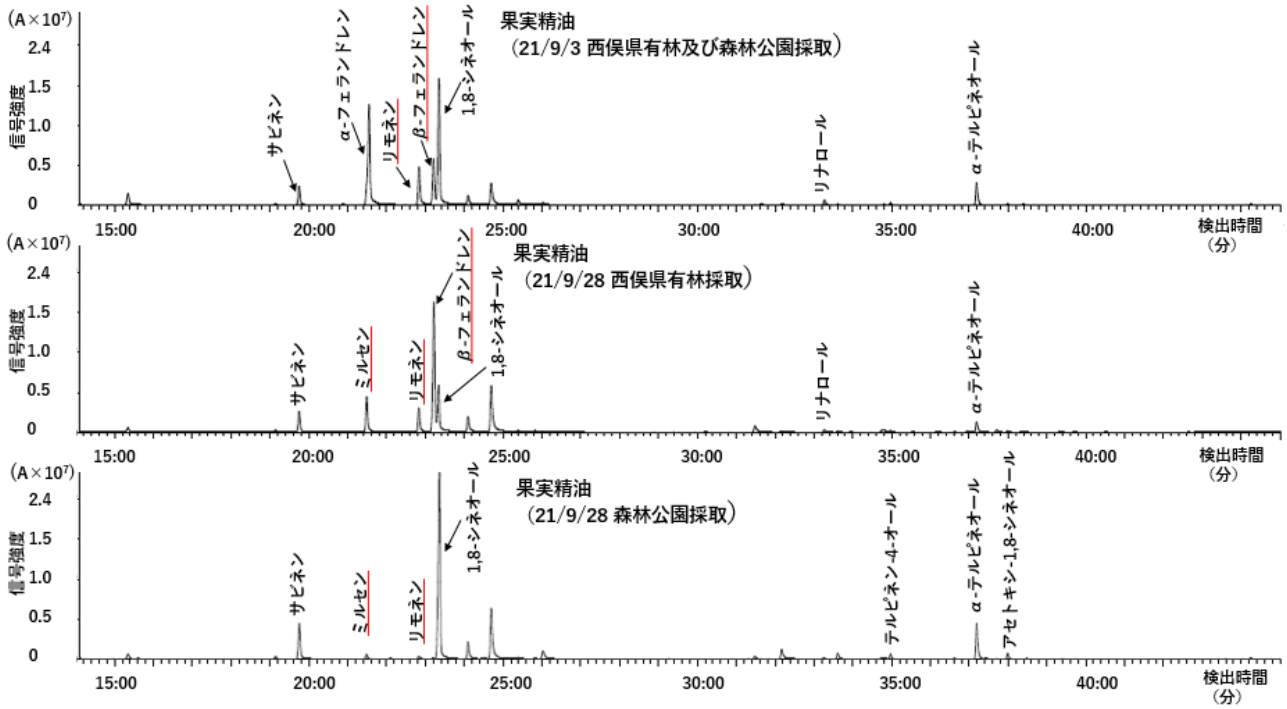 (A×10⁷)
2.4
1.5
1.0
0.5
0
信号強度
サビネン
α-フェランドレン
リモネン
β-フェランドレン
1,8-シネオール
果実精油
（21/9/3 西俣県有林及び森林公園採取）
リナロール
α-テルピネオール
15:00 20:00 25:00 30:00 35:00 40:00 検出時間
（分）
(A×10⁷)
2.4
1.5
1.0
0.5
0
信号強度
サビネン
ミルセン
リモネン
β-フェランドレン
1,8-シネオール
果実精油
（21/9/28 西俣県有林採取）
リナロール
α-テルピネオール
15:00 20:00 25:00 30:00 35:00 40:00 検出時間
（分）
(A×10⁷)
2.4
1.5
1.0
0.5
0
信号強度
サビネン
ミルセン
リモネン
1,8-シネオール
果実精油
（21/9/28 森林公園採取）
テルピネン-4-オール
α-テルピネオール
アセトキシ-1,8-シネオール
15:00 20:00 25:00 30:00 35:00 40:00 検出時間
（分）